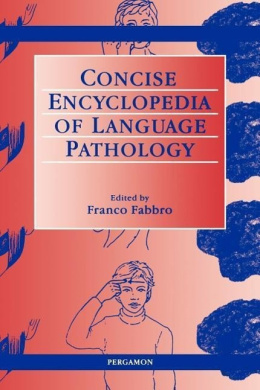 CONCISE
ENCYCLOPEDIA
OF LANGUAGE
PATHOLOGY
Edited by
Franco Fabbro
PERGAMON